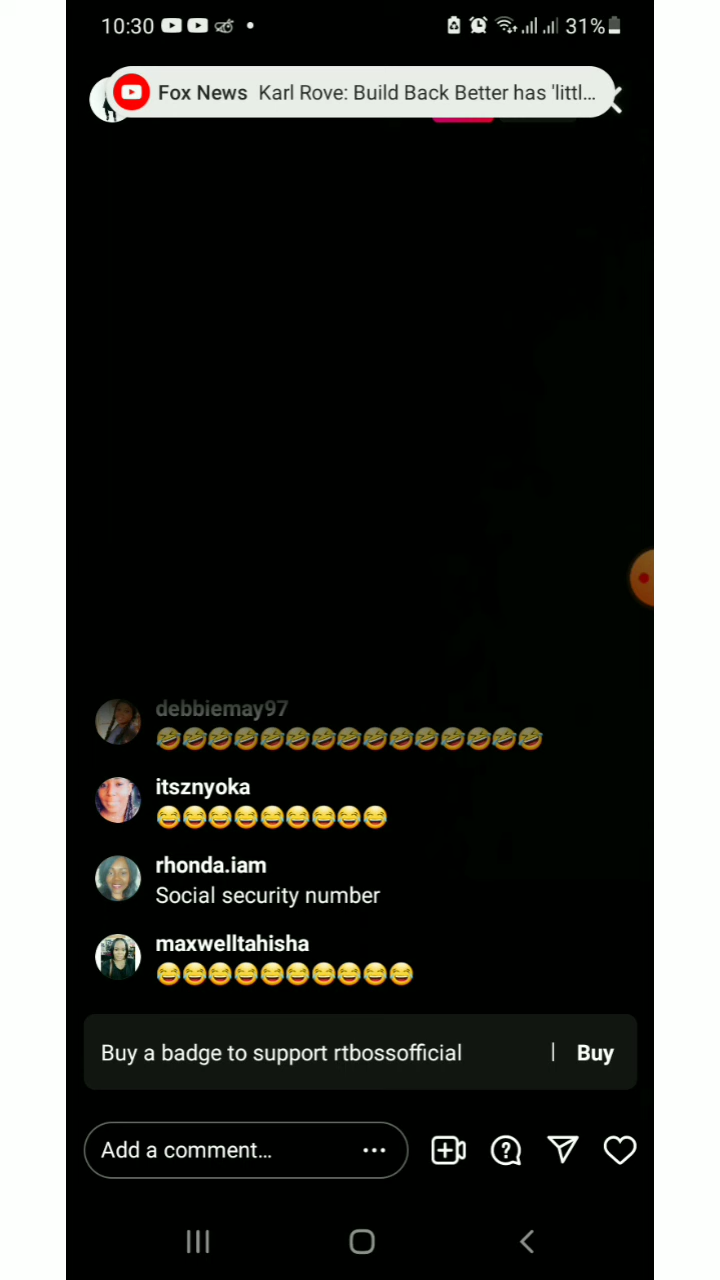 10:30 31%
Fox News Karl Rove: Build Back Better has 'littl...
debbiemay97
🤣🤣🤣🤣🤣🤣🤣🤣🤣🤣🤣🤣🤣🤣🤣
itsznyoka
😂😂😂😂😂😂😂😂😂
rhonda.iam
Social security number
maxwelltahisha
😂😂😂😂😂😂😂😂😂😂
Buy a badge to support rtbossofficial | Buy
Add a comment...